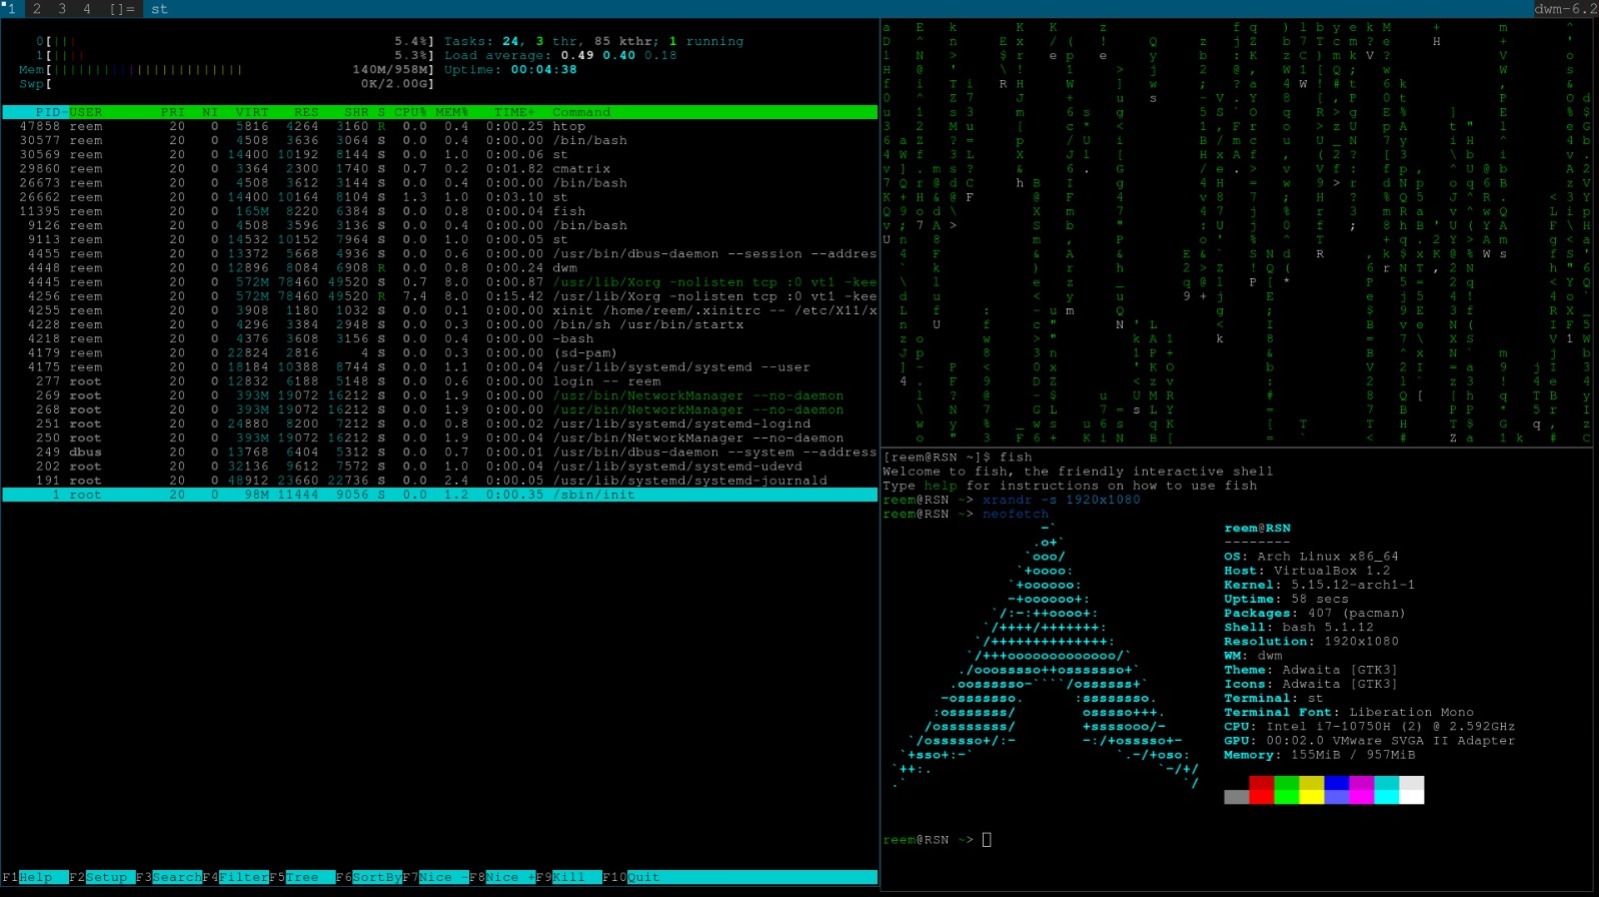 1 2 3 4 []= st dwm-6.2
0[||| 5.4%] Tasks: 24, 3 thr, 85 kthr; 1 running
1[|||| 5.3%] Load average: 0.49 0.40 0.18
Mem[ 140M/958M] Uptime: 00:04:38
Swp[ 0K/2.00G]
PID-USER PRI NI VIRT RES SHR S CPU% MEM% TIME+ Command
47858 reem 20 0 5816 4264 3160 R 0.0 0.4 0:00.25 htop
30577 reem 20 0 4508 3636 3136 S 0.0 0.4 0:00.00 /bin/bash
30569 reem 20 0 14400 10192 8144 S 0.0 1.0 0:00.06 st
29860 reem 20 0 3364 2300 1740 S 0.7 0.2 0:01.82 cmatrix
26673 reem 20 0 4508 3612 3144 S 0.0 0.4 0:00.00 /bin/bash
26662 reem 20 0 14400 10164 8104 S 1.3 1.0 0:03.10 st
11395 reem 20 0 165M 8220 6384 S 0.0 0.8 0:00.04 fish
9126 reem 20 0 4508 3596 3136 S 0.0 0.4 0:00.00 /bin/bash
9113 reem 20 0 14532 10152 7964 S 0.0 1.0 0:00.05 st
4455 reem 20 0 13372 5668 4936 S 0.0 0.6 0:00.00 /usr/bin/dbus-daemon --session --addres
4448 reem 20 0 12896 8084 6908 R 0.0 0.8 0:00.24 dwm
4445 reem 20 0 572M 78460 49520 S 0.7 8.0 0:00.87 /usr/lib/Xorg -nolisten tcp :0 vt1 -kee
4256 reem 20 0 572M 78460 49520 R 7.4 8.0 0:15.42 /usr/lib/Xorg -nolisten tcp :0 vt1 -kee
4255 reem 20 0 3908 1180 1032 S 0.0 0.1 0:00.00 xinit /home/reem/.xinitrc -- /etc/X11/x
4228 reem 20 0 4296 3384 2948 S 0.0 0.3 0:00.00 /bin/sh /usr/bin/startx
4218 reem 20 0 4376 3608 3156 S 0.0 0.4 0:00.00 -bash
4179 reem 20 0 22824 2816 4 S 0.0 0.3 0:00.00 (sd-pam)
4175 reem 20 0 18184 10388 8744 S 0.0 1.1 0:00.04 /usr/lib/systemd/systemd --user
277 root 20 0 12832 6188 5148 S 0.0 0.6 0:00.00 login -- reem
269 root 20 0 393M 19072 16212 S 0.0 1.9 0:00.00 /usr/bin/NetworkManager --no-daemon
268 root 20 0 393M 19072 16212 S 0.0 1.9 0:00.00 /usr/bin/NetworkManager --no-daemon
251 root 20 0 24880 8200 7212 S 0.0 0.8 0:00.02 /usr/lib/systemd/systemd-logind
250 root 20 0 393M 19072 16212 S 0.0 1.9 0:00.04 /usr/bin/NetworkManager --no-daemon
249 dbus 20 0 13768 6404 5312 S 0.0 0.7 0:00.01 /usr/bin/dbus-daemon --system --address
202 root 20 0 32136 9612 7572 S 0.0 1.0 0:00.04 /usr/lib/systemd/systemd-udevd
191 root 20 0 48912 23660 22736 S 0.0 2.4 0:00.05 /usr/lib/systemd/systemd-journald
1 root 20 0 98M 11444 9056 S 0.0 1.2 0:00.35 /sbin/init
F1Help F2Setup F3SearchF4FilterF5Tree F6SortByF7Nice -F8Nice +F9Kill F10Quit
[reem@RSN ~]$ fish
Welcome to fish, the friendly interactive shell
Type help for instructions on how to use fish
reem@RSN ~> xrandr -s 1920x1080
reem@RSN ~> neofetch
reem@RSN
--------
OS: Arch Linux x86_64
Host: VirtualBox 1.2
Kernel: 5.15.12-arch1-1
Uptime: 58 secs
Packages: 407 (pacman)
Shell: bash 5.1.12
Resolution: 1920x1080
WM: dwm
Theme: Adwaita [GTK3]
Icons: Adwaita [GTK3]
Terminal: st
Terminal Font: Liberation Mono
CPU: Intel i7-10750H (2) @ 2.592GHz
GPU: 00:02.0 VMware SVGA II Adapter
Memory: 155MiB / 957MiB
reem@RSN ~>